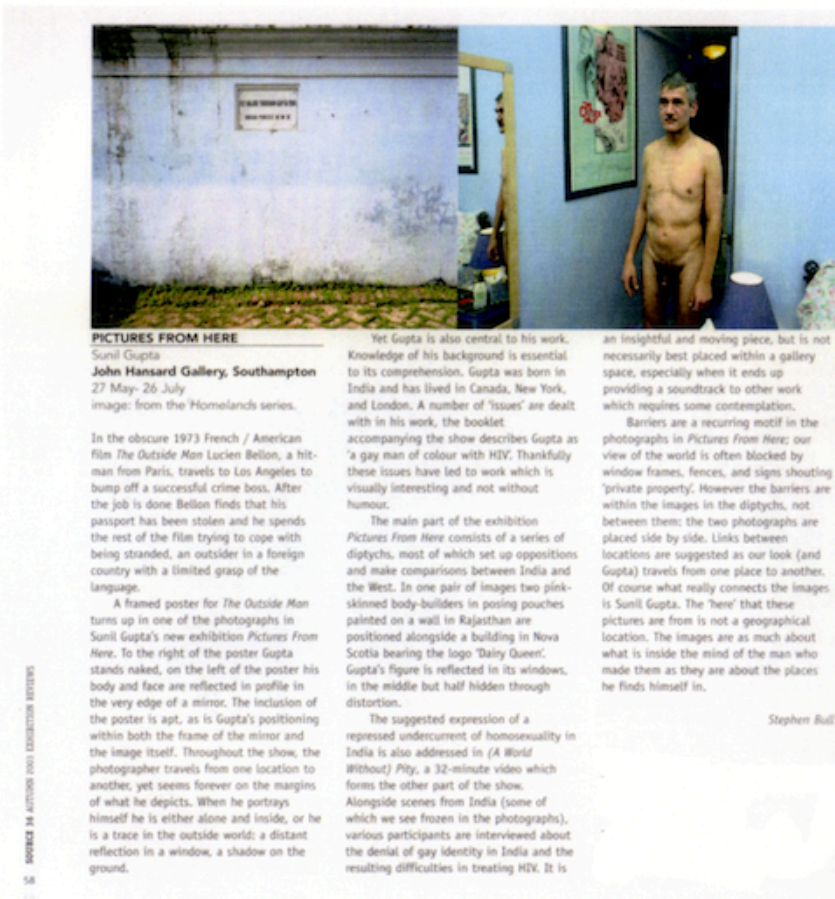 PICTURES FROM HERE
Sunil Gupta
John Hansard Gallery, Southampton
27 May- 26 July
image: from the Homelands series.
In the obscure 1973 French / American
film The Outside Man Lucien Bellon, a hit-
man from Paris, travels to Los Angeles to
bump off a successful crime boss. After
the job is done Bellon finds that his
passport has been stolen and he spends
the rest of the film trying to cope with
being stranded, an outsider in a foreign
country with a limited grasp of the
language.
A framed poster for The Outside Man
turns up in one of the photographs in
Sunil Gupta's new exhibition Pictures From
Here. To the right of the poster Gupta
stands naked, on the left of the poster his
body and face are reflected in profile in
the very edge of a mirror. The inclusion of
the poster is apt, as is Gupta's positioning
within both the frame of the mirror and
the image itself. Throughout the show, the
photographer travels from one location to
another, yet seems forever on the margins
of what he depicts. When he portrays
himself he is either alone and inside, or he
is a trace in the outside world: a distant
reflection in a window, a shadow on the
ground.
Yet Gupta is also central to his work.
Knowledge of his background is essential
to its comprehension. Gupta was born in
India and has lived in Canada, New York,
and London. A number of 'issues' are dealt
with in his work, the booklet
accompanying the show describes Gupta as
'a gay man of colour with HIV'. Thankfully
these issues have led to work which is
visually interesting and not without
humour.
The main part of the exhibition
Pictures From Here consists of a series of
diptychs, most of which set up oppositions
and make comparisons between India and
the West. In one pair of images two pink-
skinned body-builders in posing pouches
painted on a wall in Rajasthan are
positioned alongside a building in Nova
Scotia bearing the logo 'Dairy Queen'.
Gupta's figure is reflected in its windows,
in the middle but half hidden through
distortion.
The suggested expression of a
repressed undercurrent of homosexuality in
India is also addressed in (A World
Without) Pity, a 32-minute video which
forms the other part of the show.
Alongside scenes from India (some of
which we see frozen in the photographs),
various participants are interviewed about
the denial of gay identity in India and the
resulting difficulties in treating HIV. It is
an insightful and moving piece, but is not
necessarily best placed within a gallery
space, especially when it ends up
providing a soundtrack to other work
which requires some contemplation.
Barriers are a recurring motif in the
photographs in Pictures From Here; our
view of the world is often blocked by
window frames, fences, and signs shouting
'private property'. However the barriers are
within the images in the diptychs, not
between them: the two photographs are
placed side by side. Links between
locations are suggested as our look (and
Gupta) travels from one place to another.
Of course what really connects the images
is Sunil Gupta. The 'here' that these
pictures are from is not a geographical
location. The images are as much about
what is inside the mind of the man who
made them as they are about the places
he finds himself in.
Stephen Bull
SOURCE 36 AUTUMN 2003 EXHIBITION REVIEWS
58